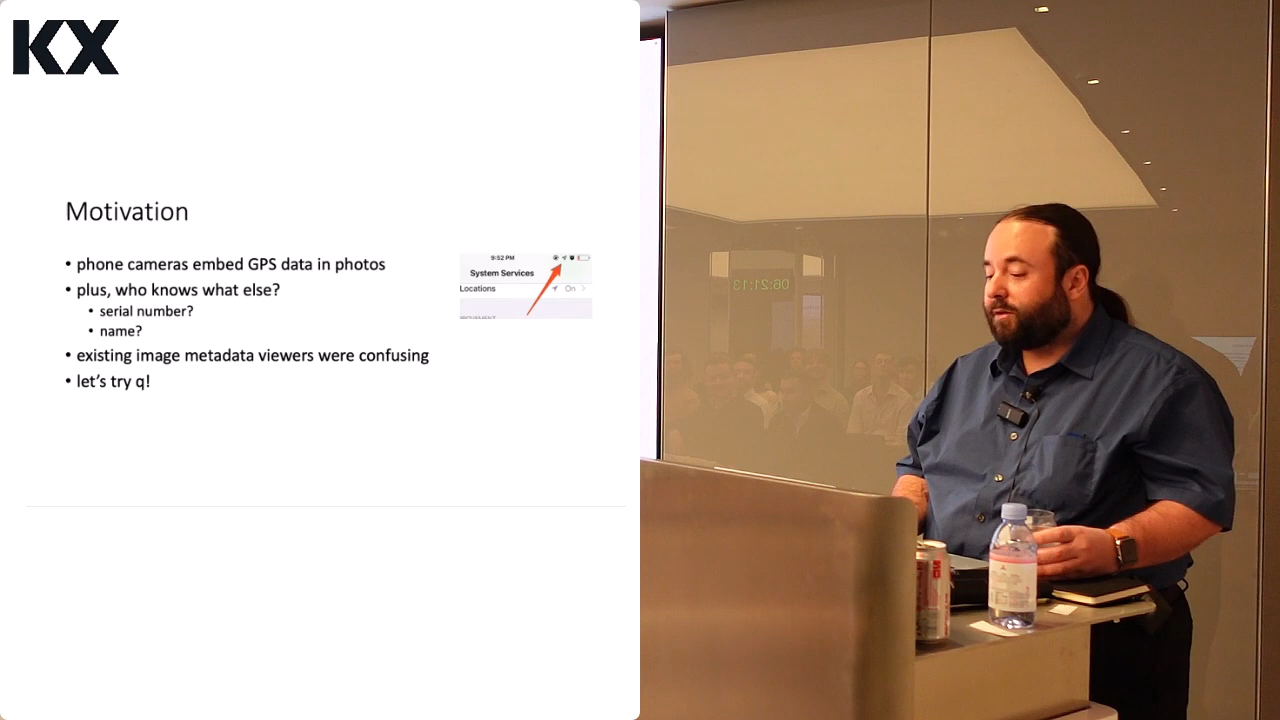 KX
Motivation
• phone cameras embed GPS data in photos
• plus, who knows what else?
• serial number?
• name?
• existing image metadata viewers were confusing
• let's try q!
9:52 PM
System Services
Locations
On
06:21:13